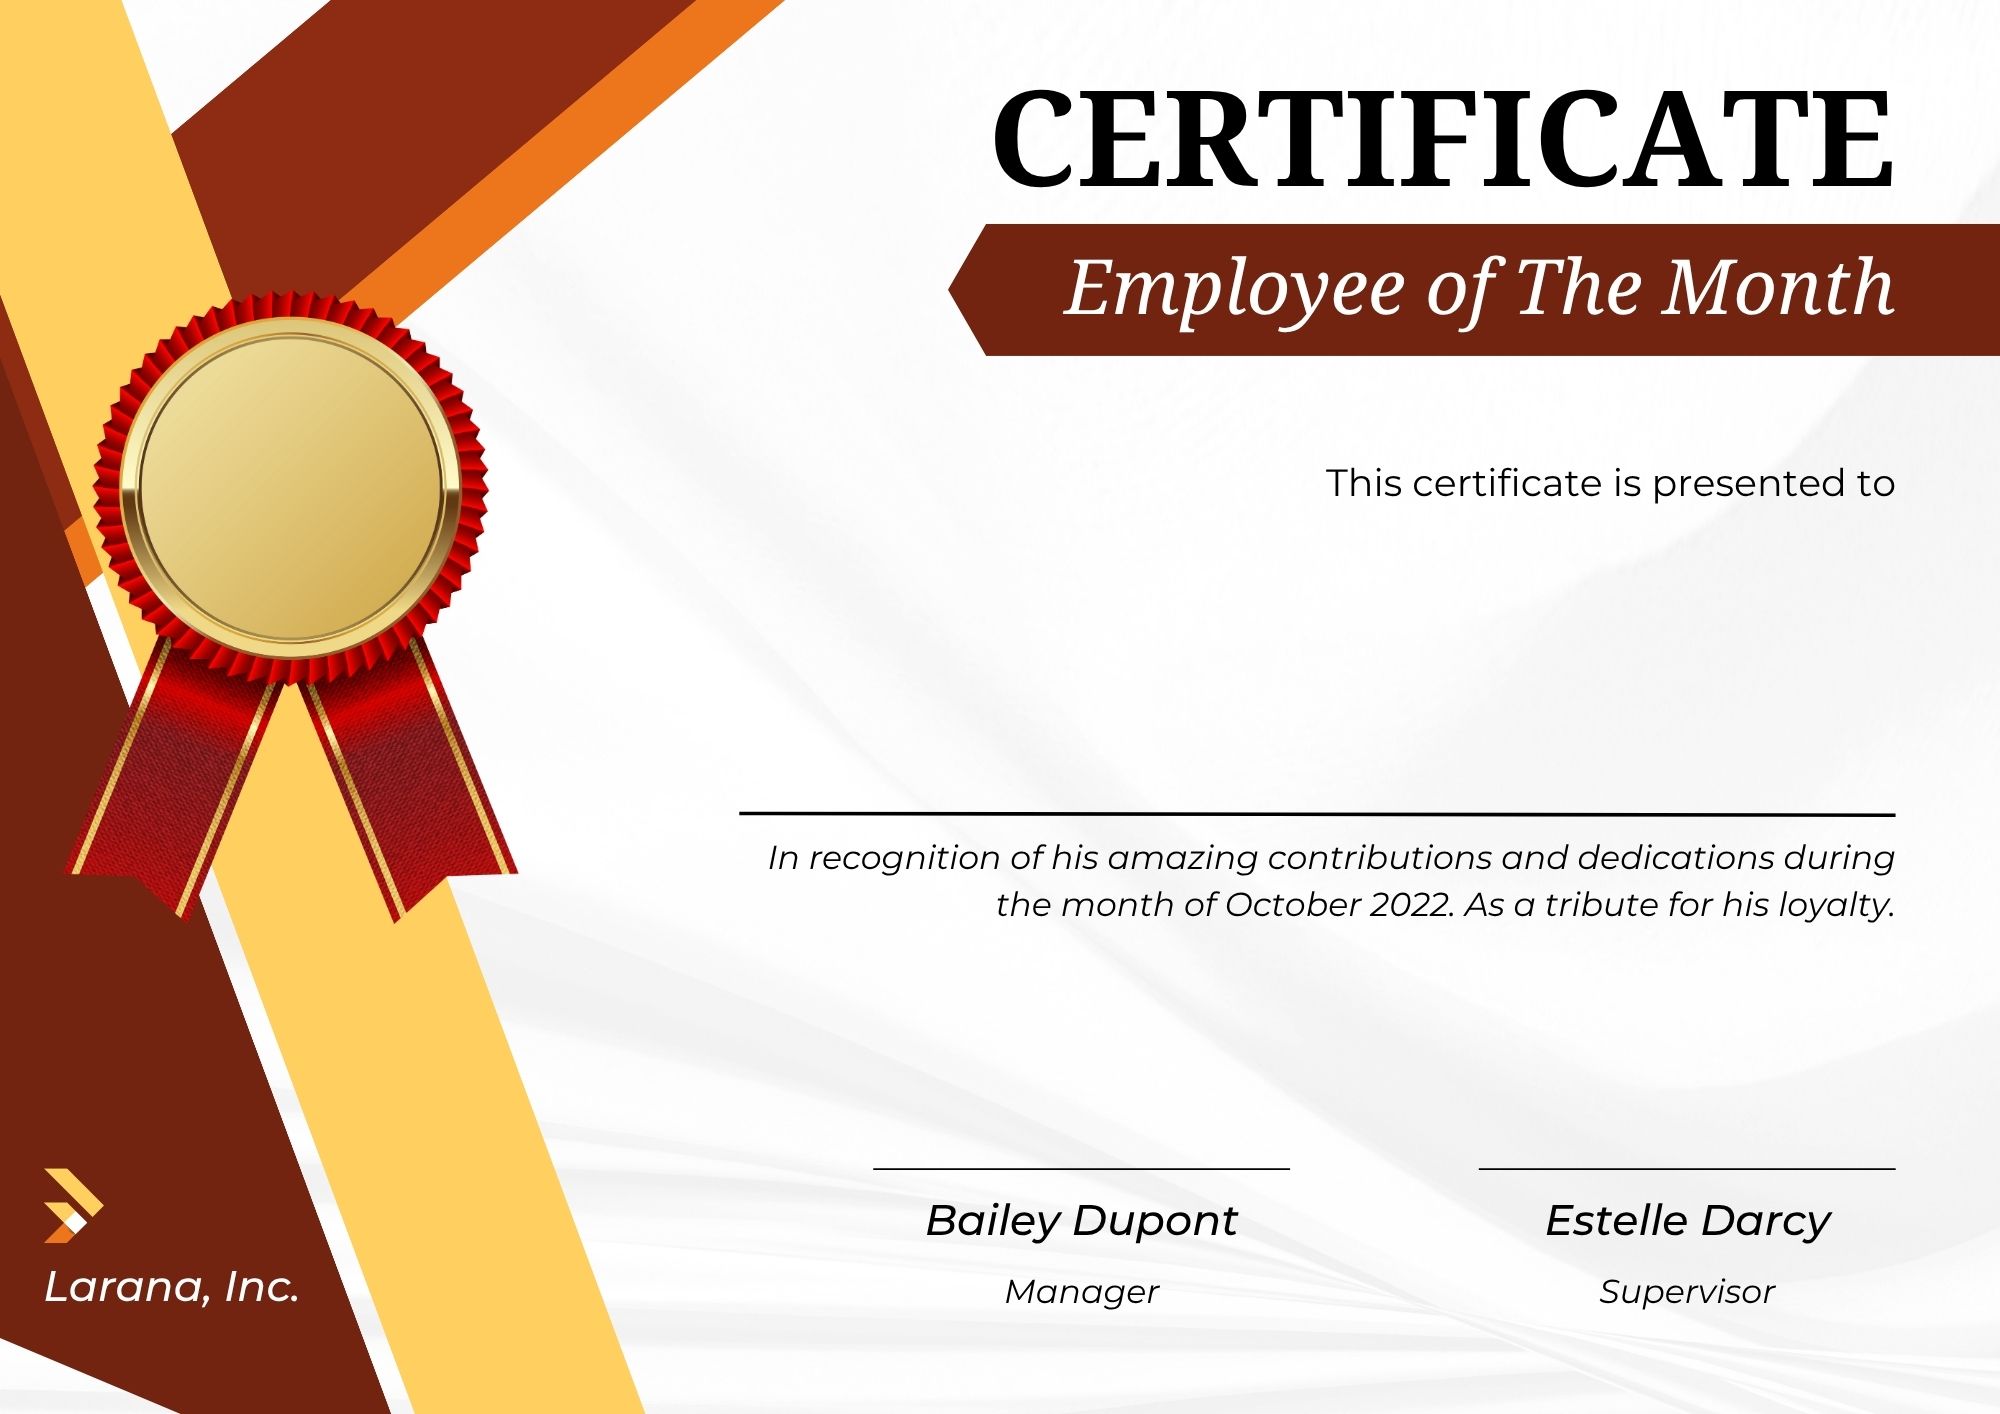 CERTIFICATE
Employee of The Month
This certificate is presented to
In recognition of his amazing contributions and dedications during
the month of October 2022. As a tribute for his loyalty.
Bailey Dupont
Manager
Estelle Darcy
Supervisor
Larana, Inc.